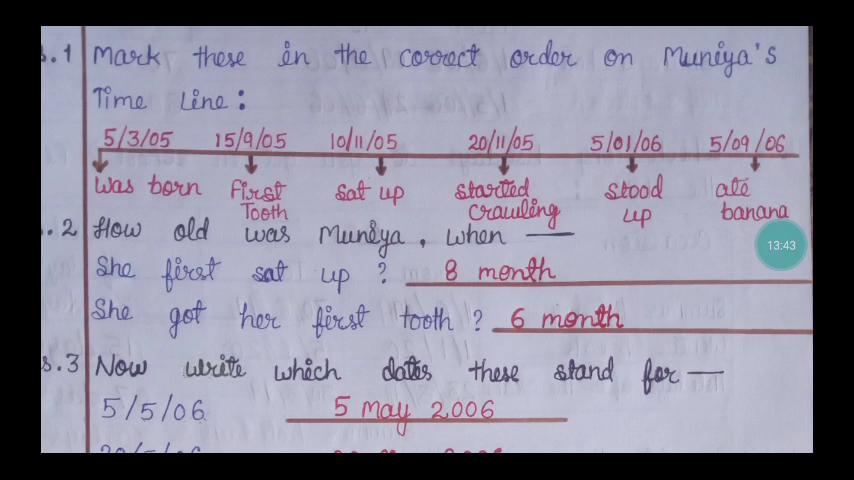 s.1 Mark these in the correct order on Muniya's
Time Line:
5/3/05 15/9/05 10/11/05 20/11/05 5/01/06 5/09/06
was born First Tooth sat up started crawling stood up ate banana
.2 How old was Muniya, when —
She first sat up? 8 month
She got her first tooth? 6 month
s.3 Now write which dates these stand for —
5/5/06 5 May 2006
13:43